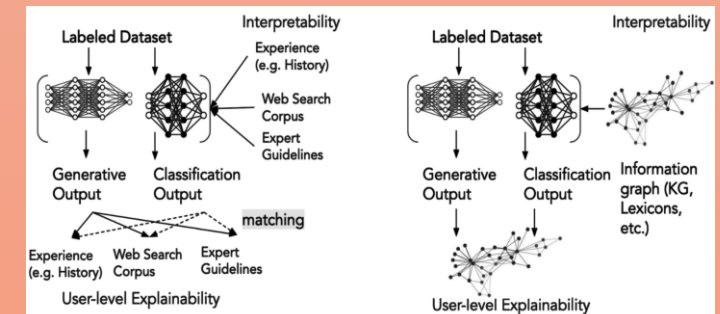 Interpretability
Labeled Dataset
Experience
(e.g. History)
Web Search
Corpus
Expert
Guidelines
Generative
Output
Classification
Output
matching
Experience
(e.g. History)
Web Search
Corpus
Expert
Guidelines
User-level Explainability
Interpretability
Labeled Dataset
Generative
Output
Classification
Output
Information
graph (KG,
Lexicons,
etc.)
User-level Explainability